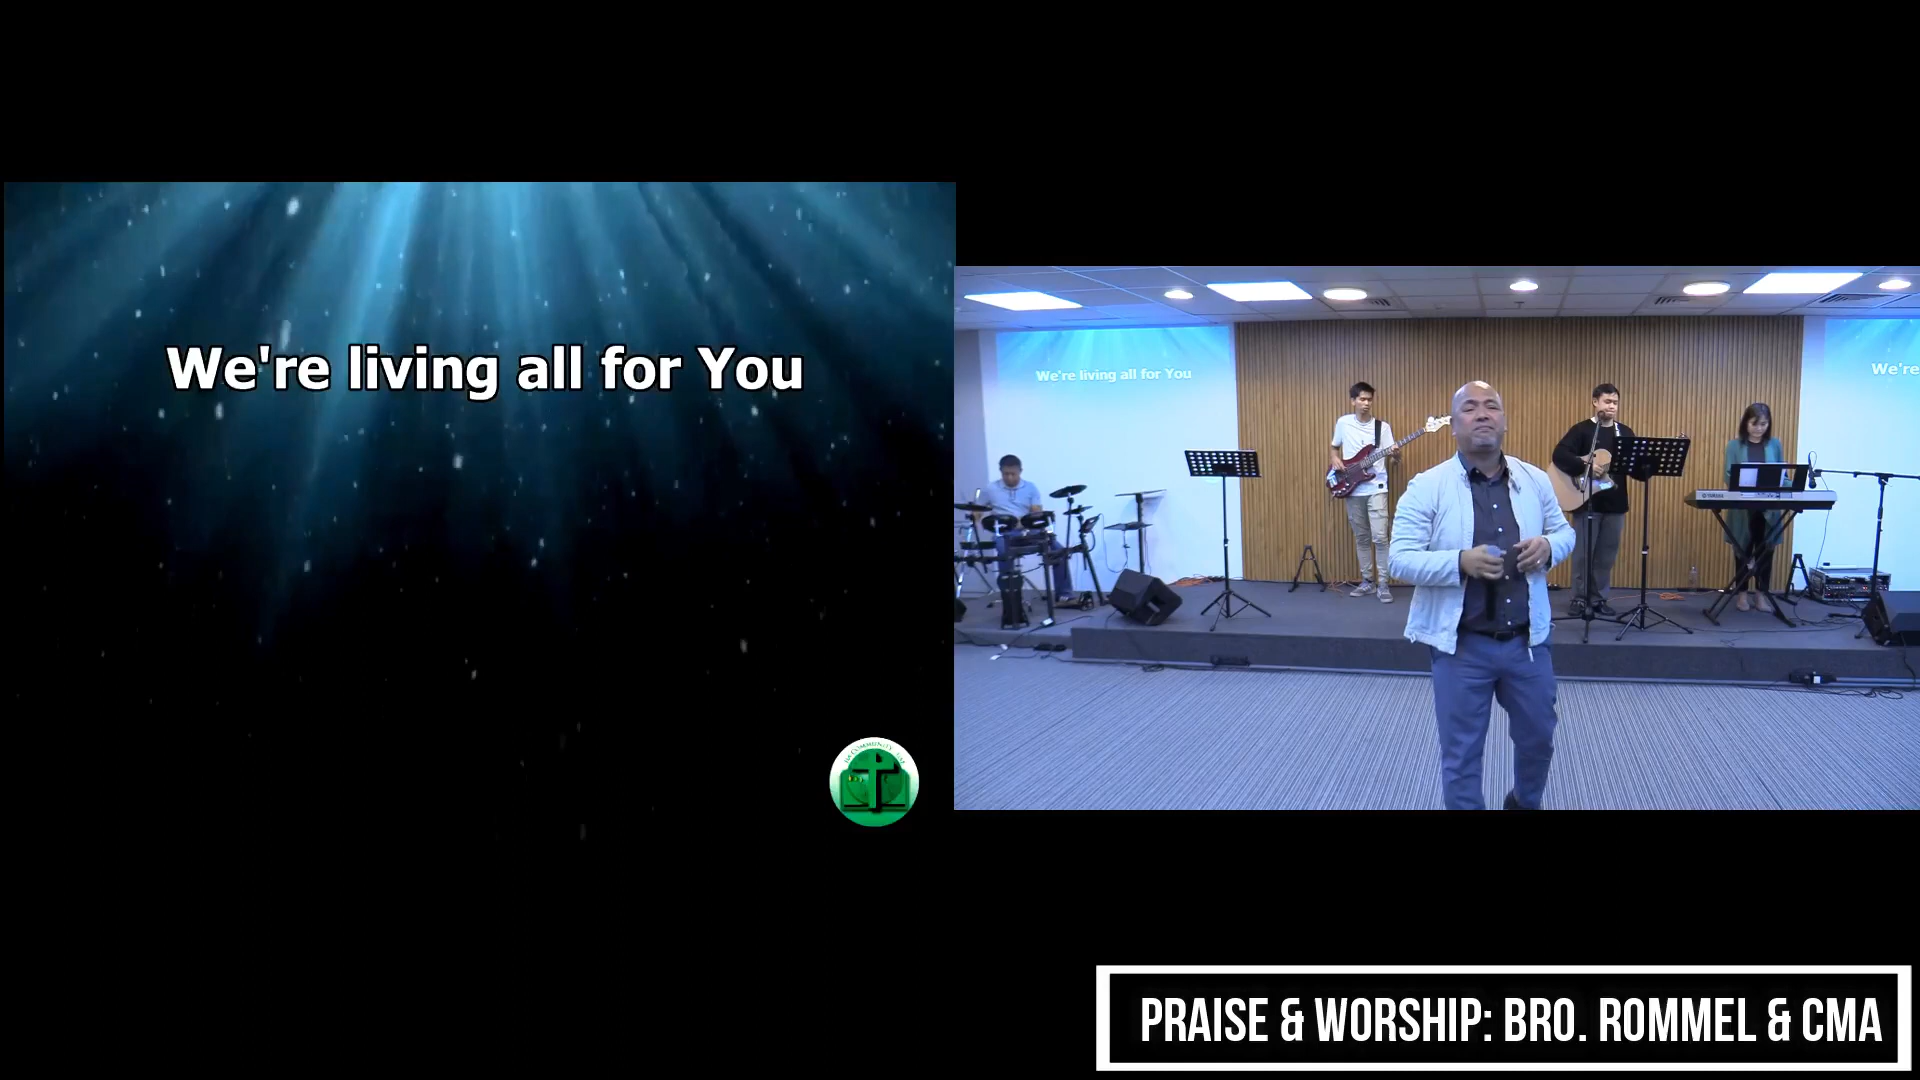 We're living all for You
We're living all for You
We're
YAMAHA
PRAISE & WORSHIP: BRO. ROMMEL & CMA